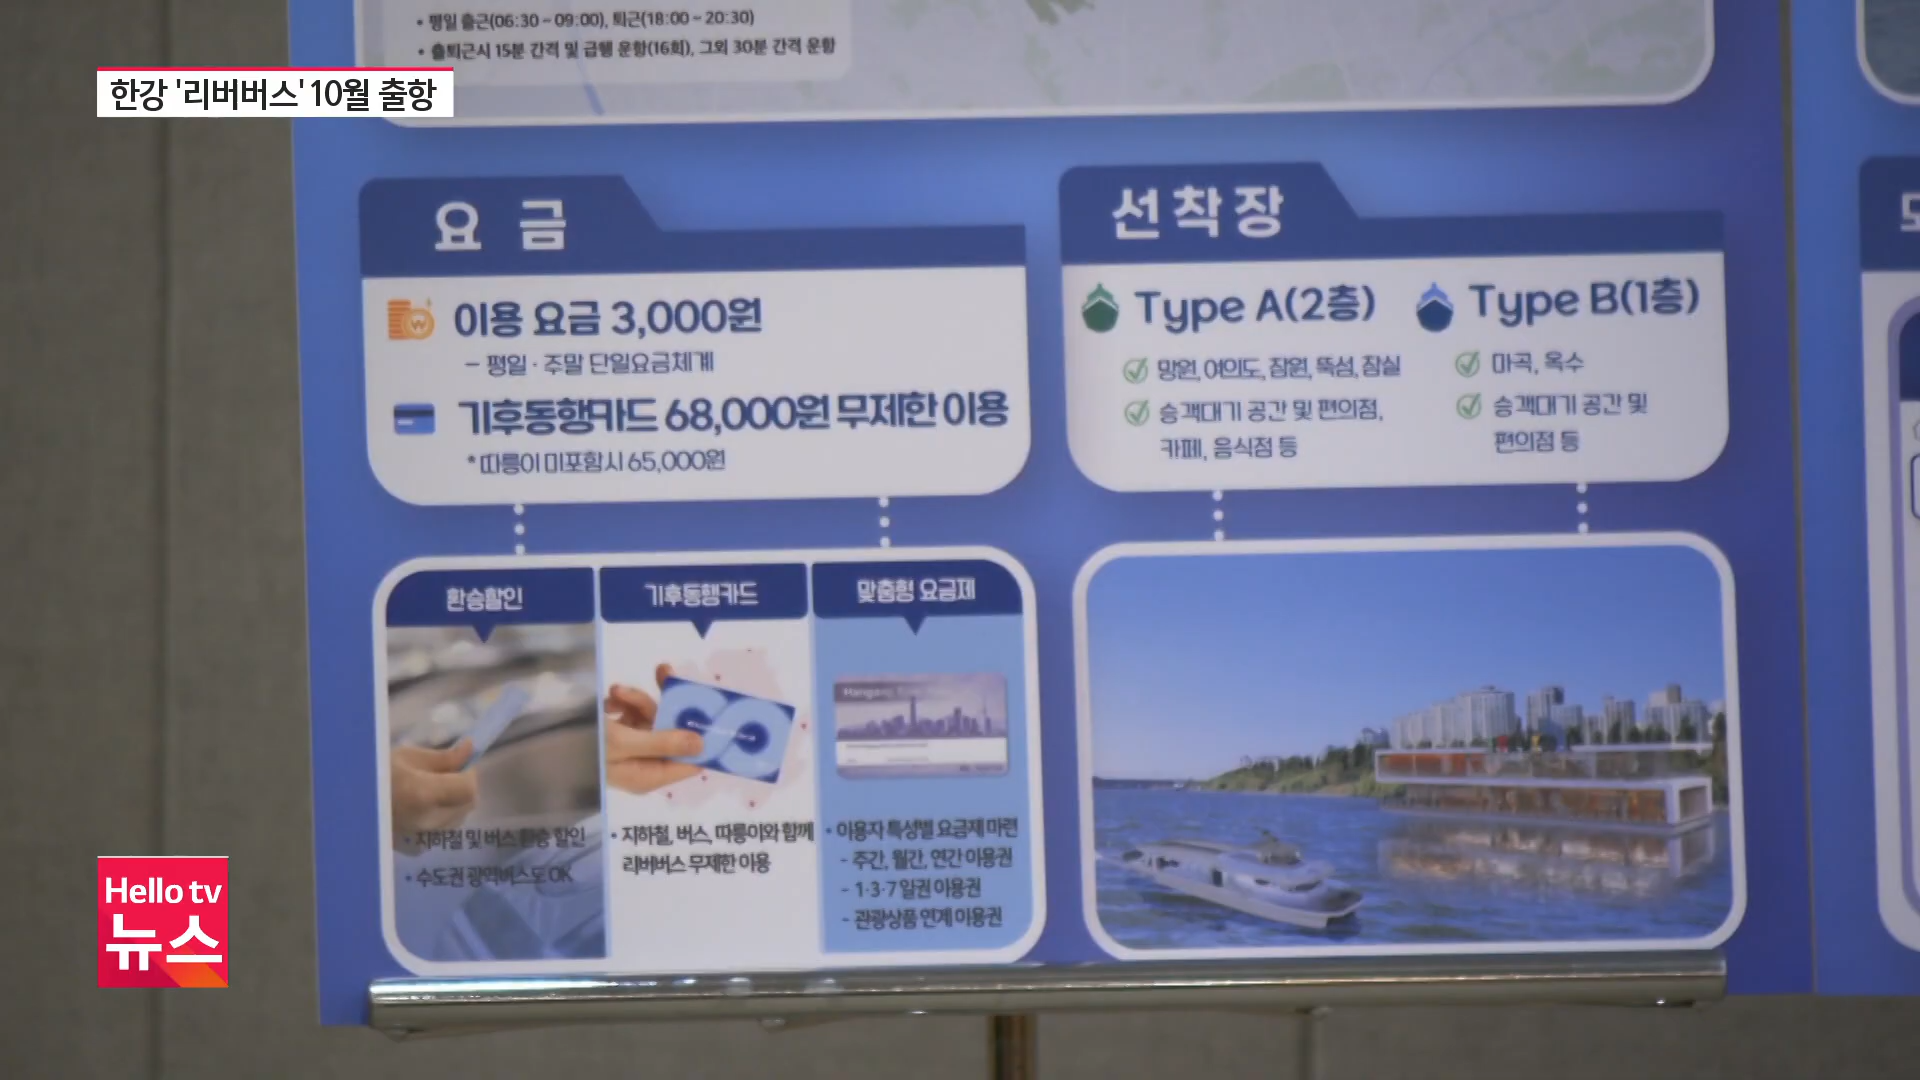 • 평일 출근(06:30~09:00), 퇴근(18:00~20:30)
• 출퇴근시 15분 간격 및 급행 운항(16회), 그외 30분 간격 운항
한강 '리버버스' 10월 출항
요 금
이용 요금 3,000원
- 평일·주말 단일요금체계
기후동행카드 68,000원 무제한 이용
* 따릉이 미포함시 65,000원
선착장
Type A(2층)
망원, 여의도, 잠원, 뚝섬, 잠실
승객대기 공간 및 편의점,
카페, 음식점 등
Type B(1층)
마곡, 옥수
승객대기 공간 및
편의점 등
환승할인
• 지하철 및 버스 환승 할인
• 수도권 광역버스도 OK
기후동행카드
• 지하철, 버스, 따릉이와 함께
리버버스 무제한 이용
맞춤형 요금제
• 이용자 특성별 요금제 마련
- 주간, 월간, 연간 이용권
- 1·3·7일권 이용권
- 관광상품 연계 이용권
Hello tv
뉴스